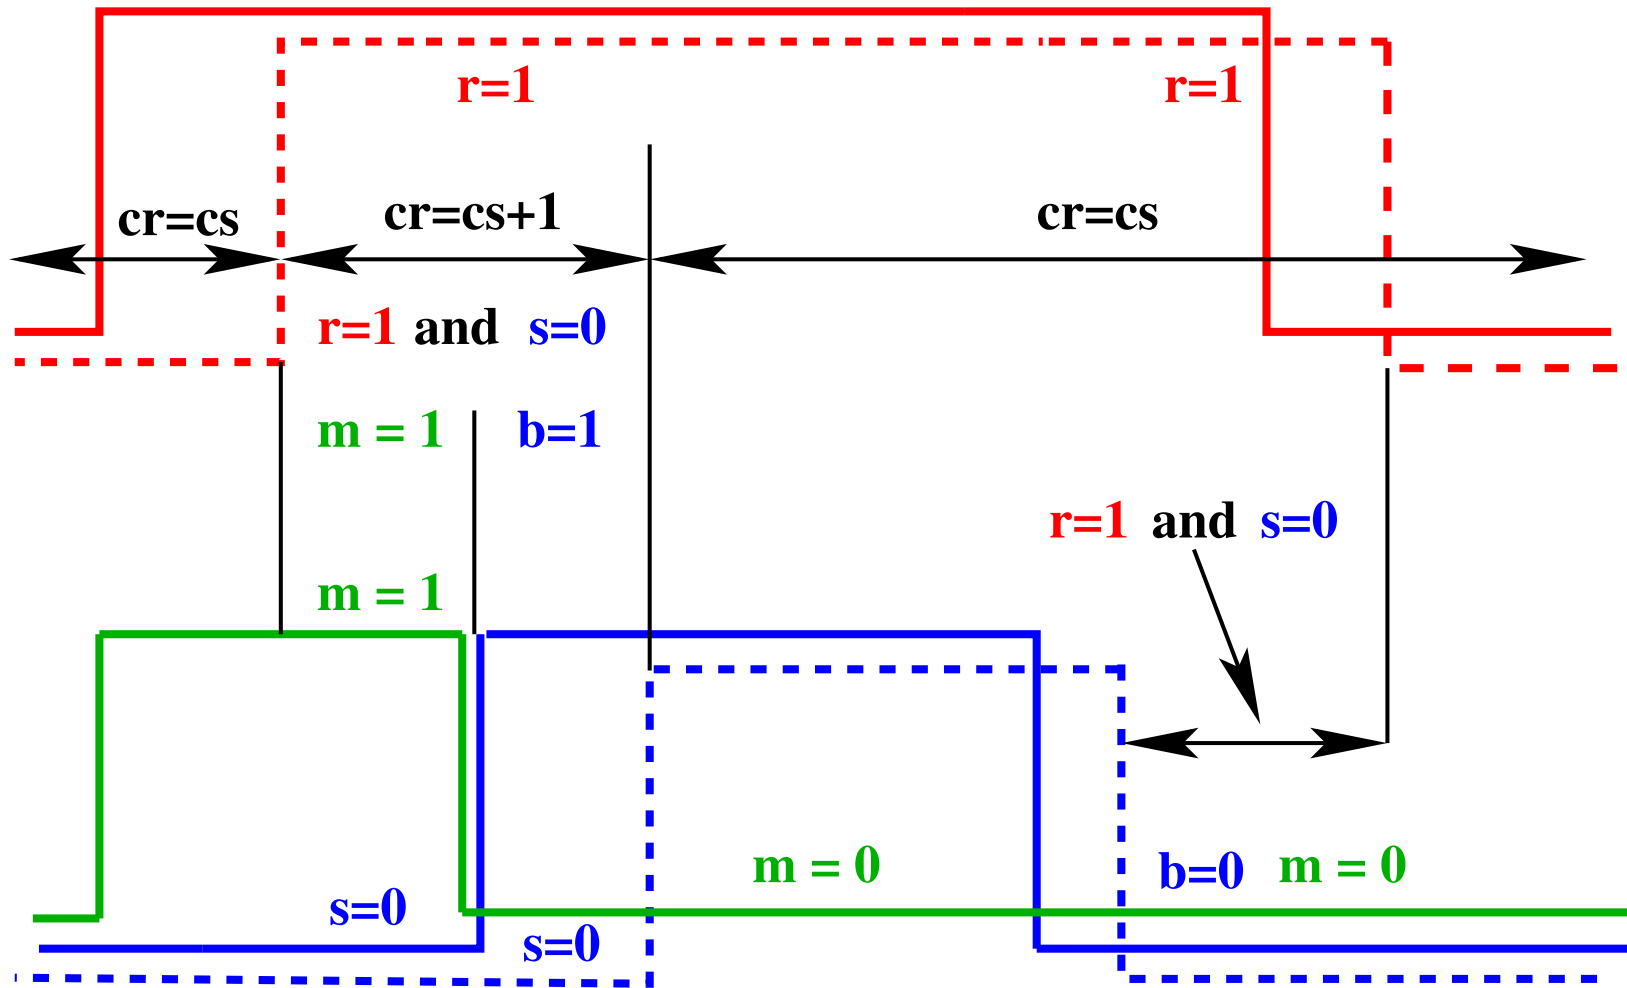 r=1 r=1
cr=cs cr=cs+1 cr=cs
r=1 and s=0
m = 1 b=1
r=1 and s=0
m = 1
m = 0 b=0 m = 0
s=0
s=0